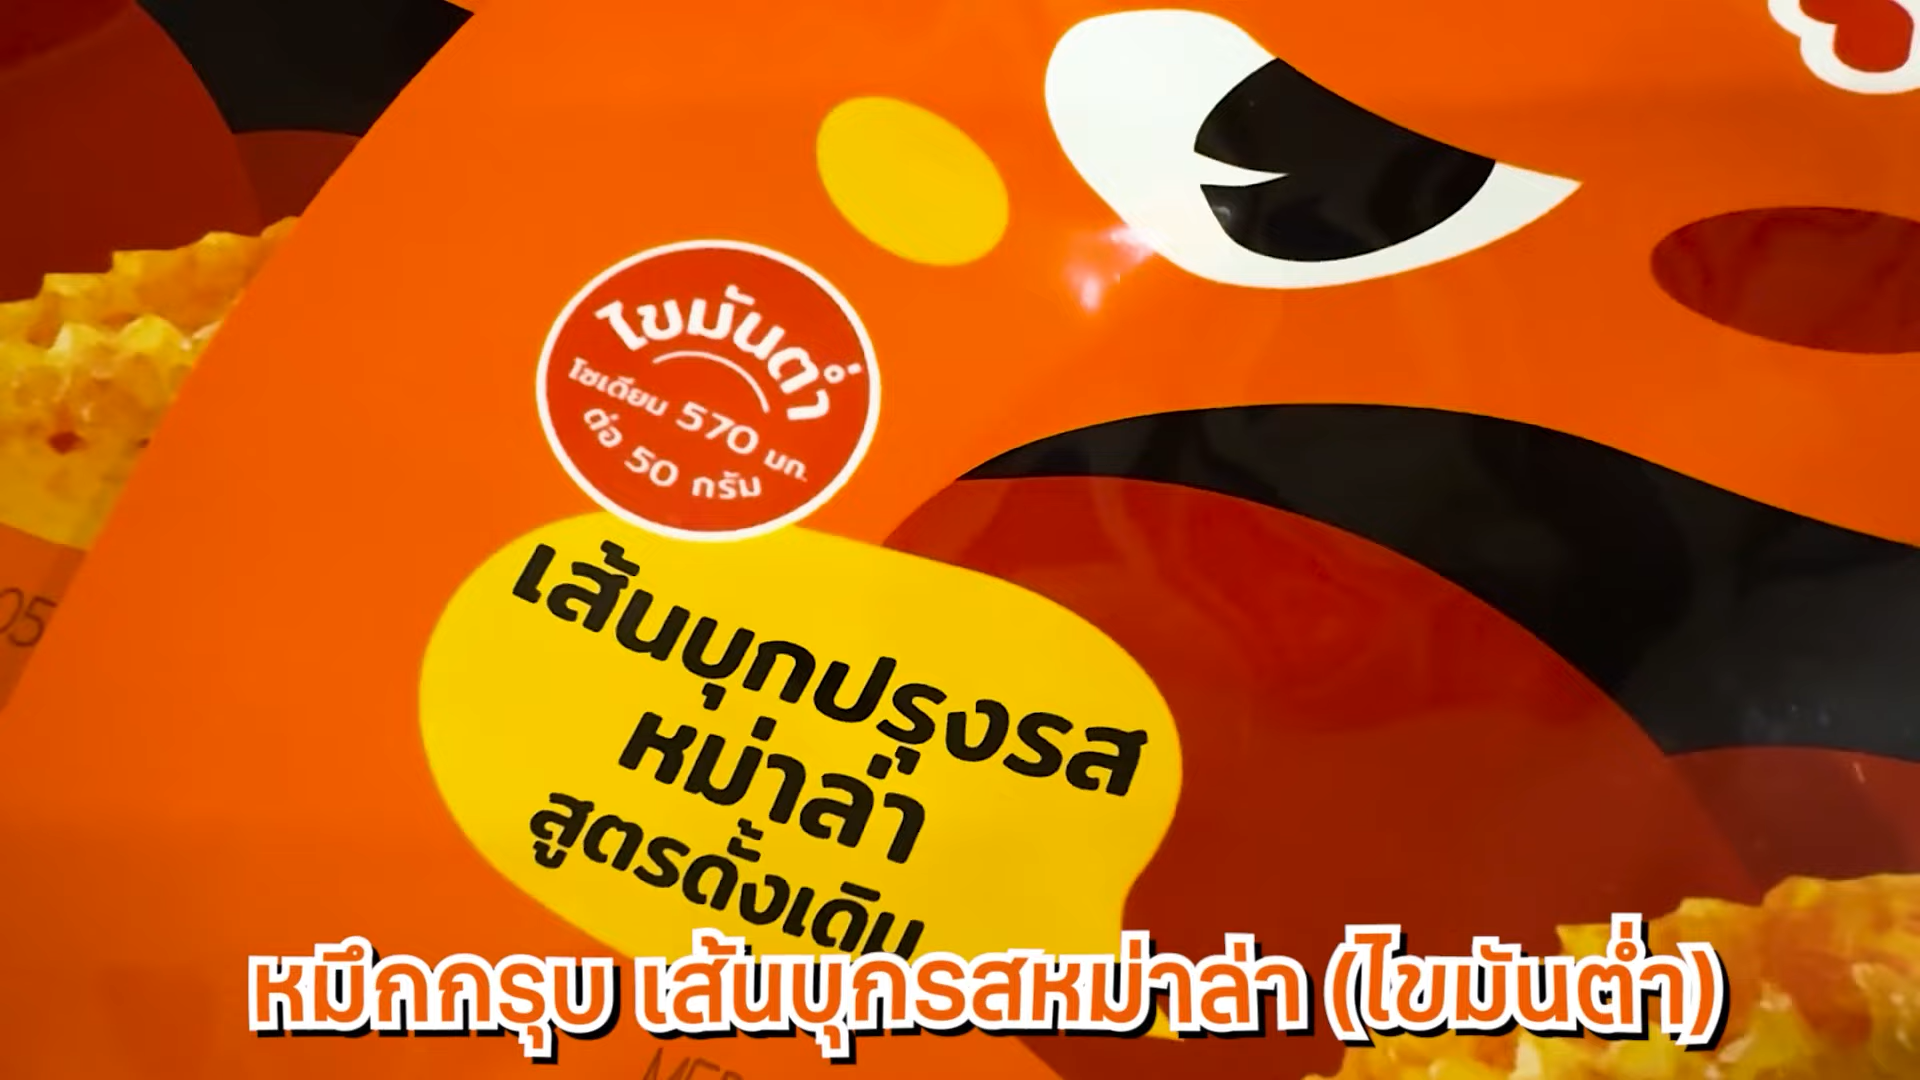 ไขมันต่ำ
โซเดียม 570 มก.
ต่อ 50 กรัม
เส้นบุกปรุงรส
หม่าล่า
สูตรดั้งเดิม
05
หมึกกรุบ เส้นบุกรสหม่าล่า (ไขมันต่ำ)